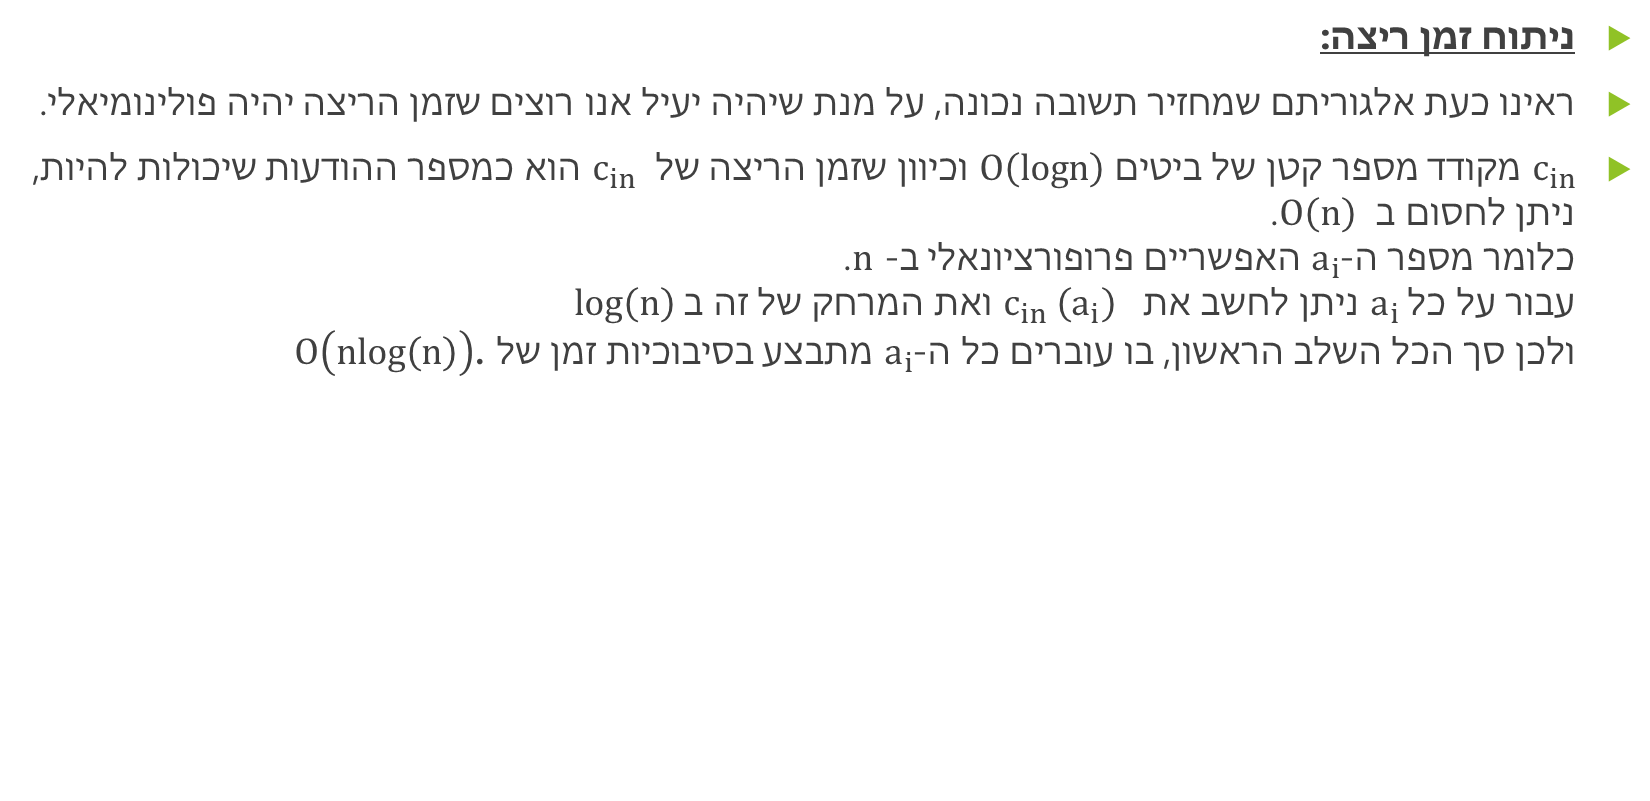 ניתוח זמן ריצה:
ראינו כעת אלגוריתם שמחזיר תשובה נכונה, על מנת שיהיה יעיל אנו רוצים שזמן הריצה יהיה פולינומיאלי.
c_in מקודד מספר קטן של ביטים O(logn) וכיוון שזמן הריצה של c_in הוא כמספר ההודעות שיכולות להיות,
ניתן לחסום ב O(n).
כלומר מספר ה-a_i האפשריים פרופורציונאלי ב- n.
עבור על כל a_i ניתן לחשב את c_in (a_i) ואת המרחק של זה ב log(n)
ולכן סך הכל השלב הראשון, בו עוברים כל ה-a_i מתבצע בסיבוכיות זמן של O(nlog(n)).